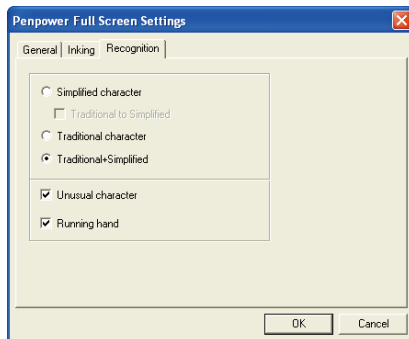 Penpower Full Screen Settings
General Inking Recognition
Simplified character
Traditional to Simplified
Traditional character
Traditional+Simplified
Unusual character
Running hand
OK Cancel